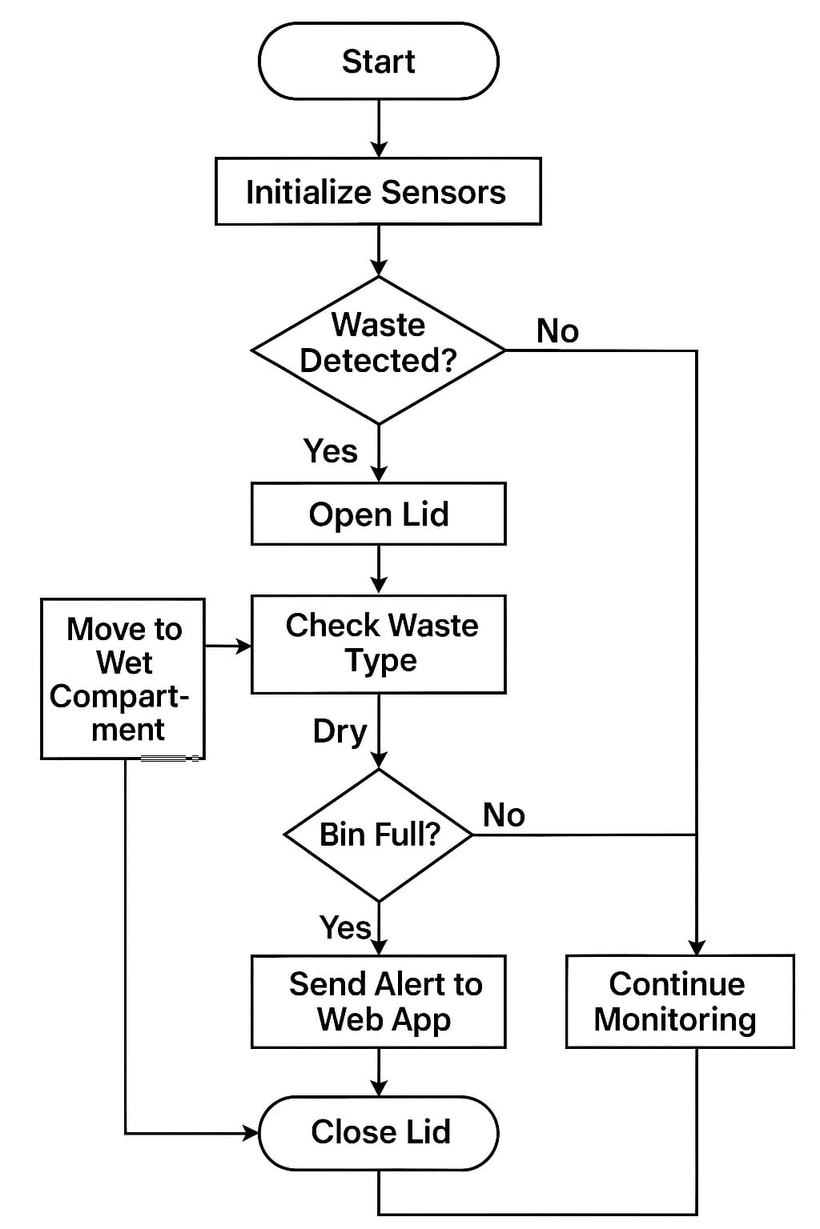 Start
Initialize Sensors
Waste
Detected?
No
Yes
Open Lid
Move to
Wet
Compart-
ment
Check Waste
Type
Dry
Bin Full?
No
Yes
Send Alert to
Web App
Continue
Monitoring
Close Lid